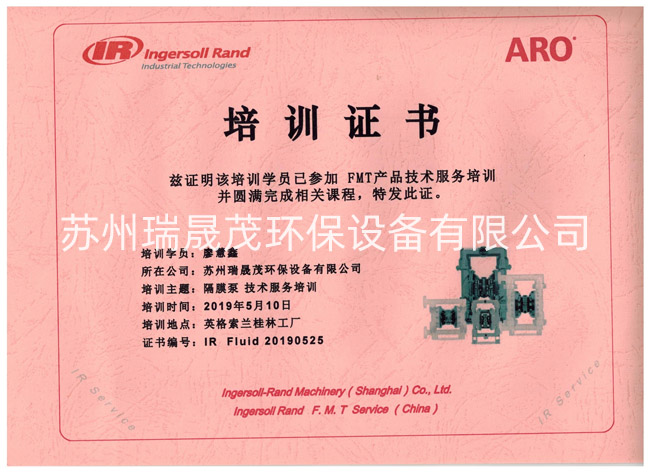 IR Ingersoll Rand
Industrial Technologies
ARO
培训证书
兹证明该培训学员已参加 FMT产品技术服务培训
并圆满完成相关课程，特发此证。
苏州瑞晟茂环保设备有限公司
培训学员：廖意鑫
所在公司：苏州瑞晟茂环保设备有限公司
培训主题：隔膜泵 技术服务培训
培训时间：2019年5月10日
培训地点：英格索兰桂林工厂
证书编号：IR Fluid 20190525
IR Service
IR Service
Ingersoll-Rand Machinery ( Shanghai ) Co., Ltd.
Ingersoll Rand F. M. T Service ( China )